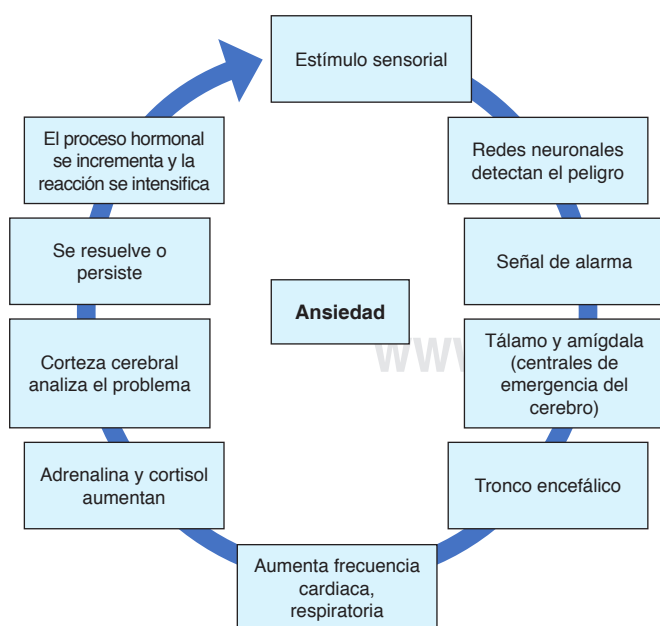 Estímulo sensorial
Redes neuronales
detectan el peligro
Señal de alarma
Tálamo y amígdala
(centrales de
emergencia del
cerebro)
Tronco encefálico
Aumenta frecuencia
cardiaca,
respiratoria
Adrenalina y cortisol
aumentan
Corteza cerebral
analiza el problema
Se resuelve o
persiste
El proceso hormonal
se incrementa y la
reacción se intensifica
Ansiedad
www